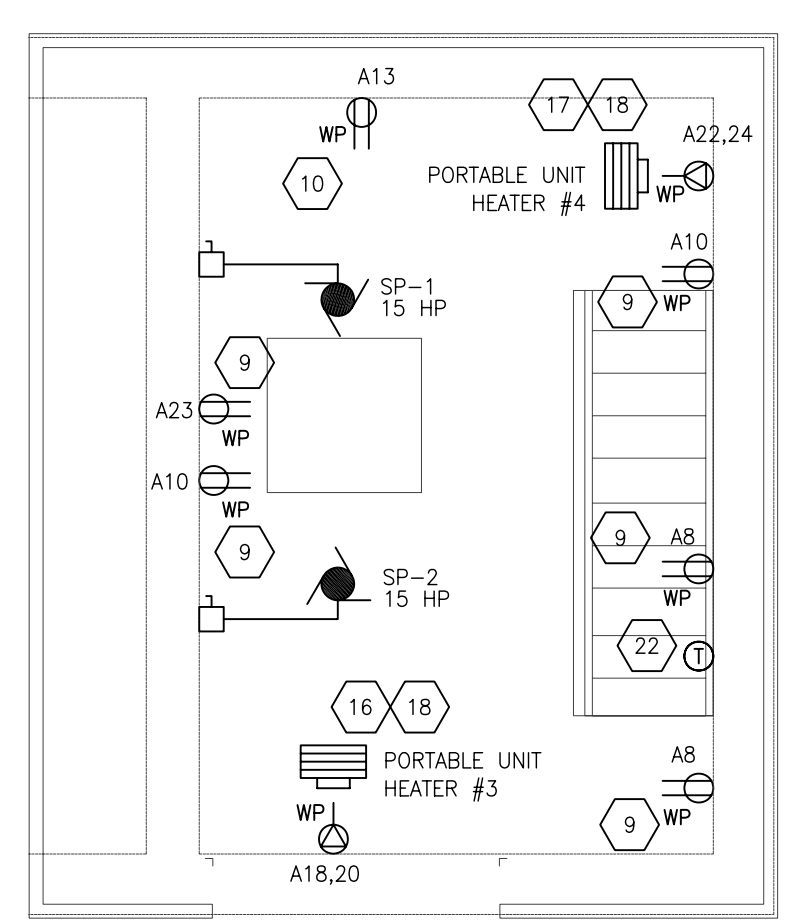 A13
17
18
WP
A22,24
PORTABLE UNIT
HEATER #4
10
WP
A10
SP-1
15 HP
9
WP
9
A23
WP
A10
WP
9
9
A8
SP-2
15 HP
WP
22
T
16
18
PORTABLE UNIT
HEATER #3
A8
WP
WP
9
A18,20